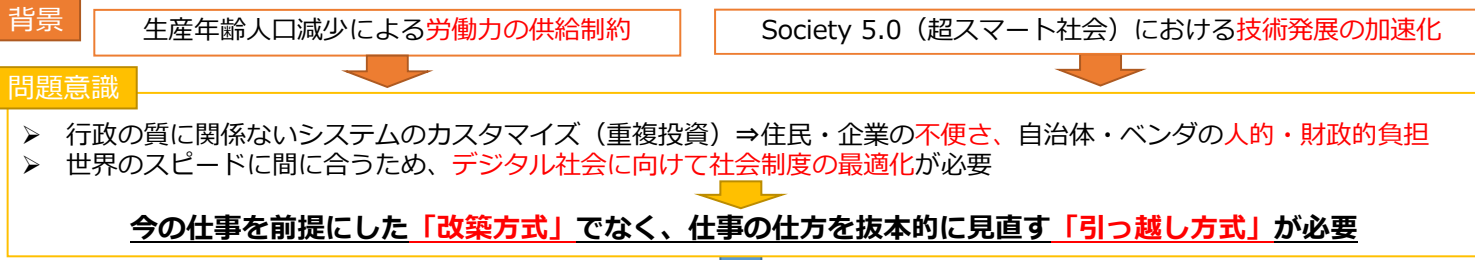 背景
生産年齢人口減少による労働力の供給制約
Society 5.0（超スマート社会）における技術発展の加速化
問題意識
➢ 行政の質に関係ないシステムのカスタマイズ（重複投資）⇒住民・企業の不便さ、自治体・ベンダの人的・財政的負担
➢ 世界のスピードに間に合うため、デジタル社会に向けて社会制度の最適化が必要
今の仕事を前提にした「改築方式」でなく、仕事の仕方を抜本的に見直す「引っ越し方式」が必要